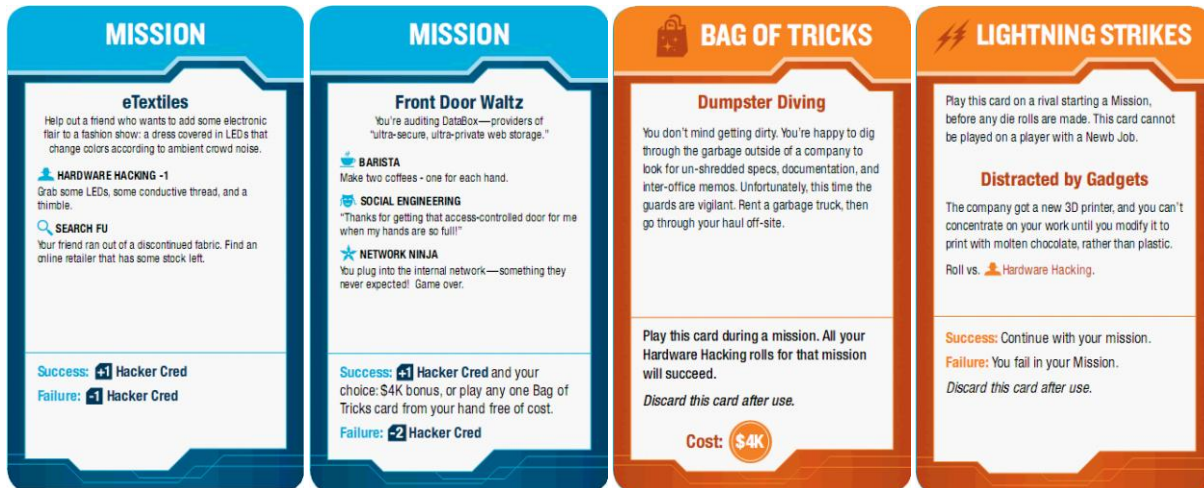 MISSION
eTextiles
Help out a friend who wants to add some electronic
flair to a fashion show: a dress covered in LEDs that
change colors according to ambient crowd noise.
HARDWARE HACKING -1
Grab some LEDs, some conductive thread, and a
thimble.
SEARCH FU
Your friend ran out of a discontinued fabric. Find an
online retailer that has some stock left.
Success: +1 Hacker Cred
Failure: -1 Hacker Cred
MISSION
Front Door Waltz
You're auditing DataBox—providers of
"ultra-secure, ultra-private web storage."
BARISTA
Make two coffees - one for each hand.
SOCIAL ENGINEERING
"Thanks for getting that access-controlled door for me
when my hands are so full!"
NETWORK NINJA
You plug into the internal network—something they
never expected! Game over.
Success: +1 Hacker Cred and your
choice: $4K bonus, or play any one Bag of
Tricks card from your hand free of cost.
Failure: -2 Hacker Cred
BAG OF TRICKS
Dumpster Diving
You don't mind getting dirty. You're happy to dig
through the garbage outside of a company to
look for un-shredded specs, documentation, and
inter-office memos. Unfortunately, this time the
guards are vigilant. Rent a garbage truck, then
go through your haul off-site.
Play this card during a mission. All your
Hardware Hacking rolls for that mission
will succeed.
Discard this card after use.
Cost: $4K
LIGHTNING STRIKES
Play this card on a rival starting a Mission,
before any die rolls are made. This card cannot
be played on a player with a Newb Job.
Distracted by Gadgets
The company got a new 3D printer, and you can't
concentrate on your work until you modify it to
print with molten chocolate, rather than plastic.
Roll vs. Hardware Hacking.
Success: Continue with your mission.
Failure: You fail in your Mission.
Discard this card after use.